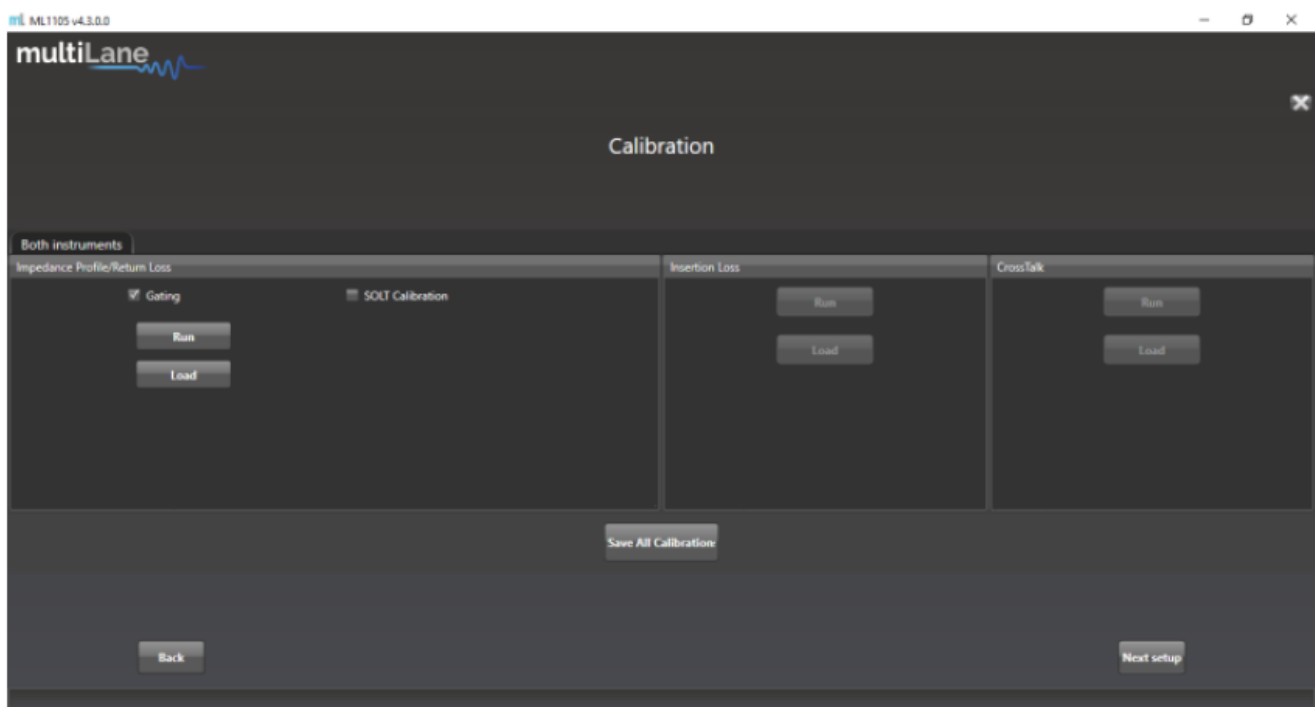 mL ML1105 v4.3.0.0
multiLane
Calibration
Both instruments
Impedance Profile/Return Loss
Insertion Loss
CrossTalk
Gating
SOLT Calibration
Run
Load
Run
Load
Run
Load
Save All Calibration
Back
Next setup